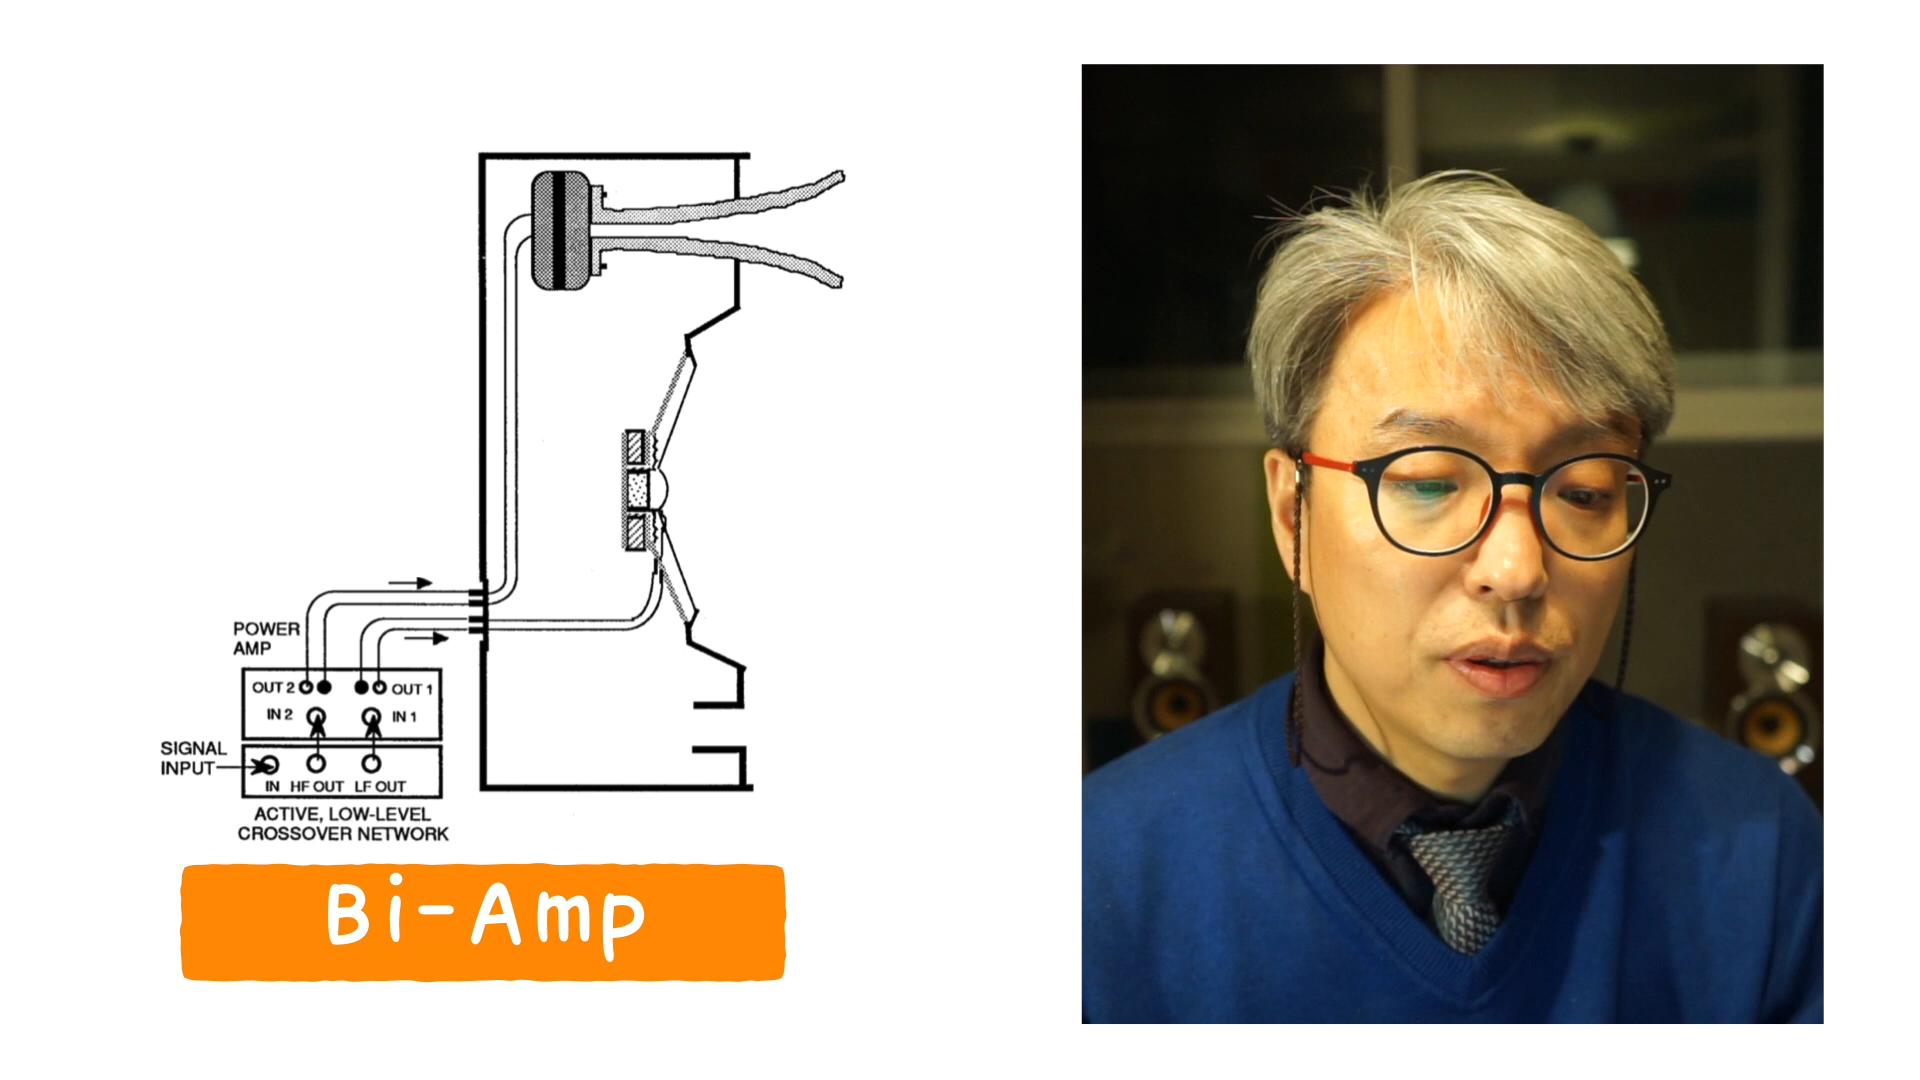 POWER
AMP
OUT 2
OUT 1
IN 2
IN 1
SIGNAL
INPUT
IN HF OUT LF OUT
ACTIVE, LOW-LEVEL
CROSSOVER NETWORK
Bi-Amp